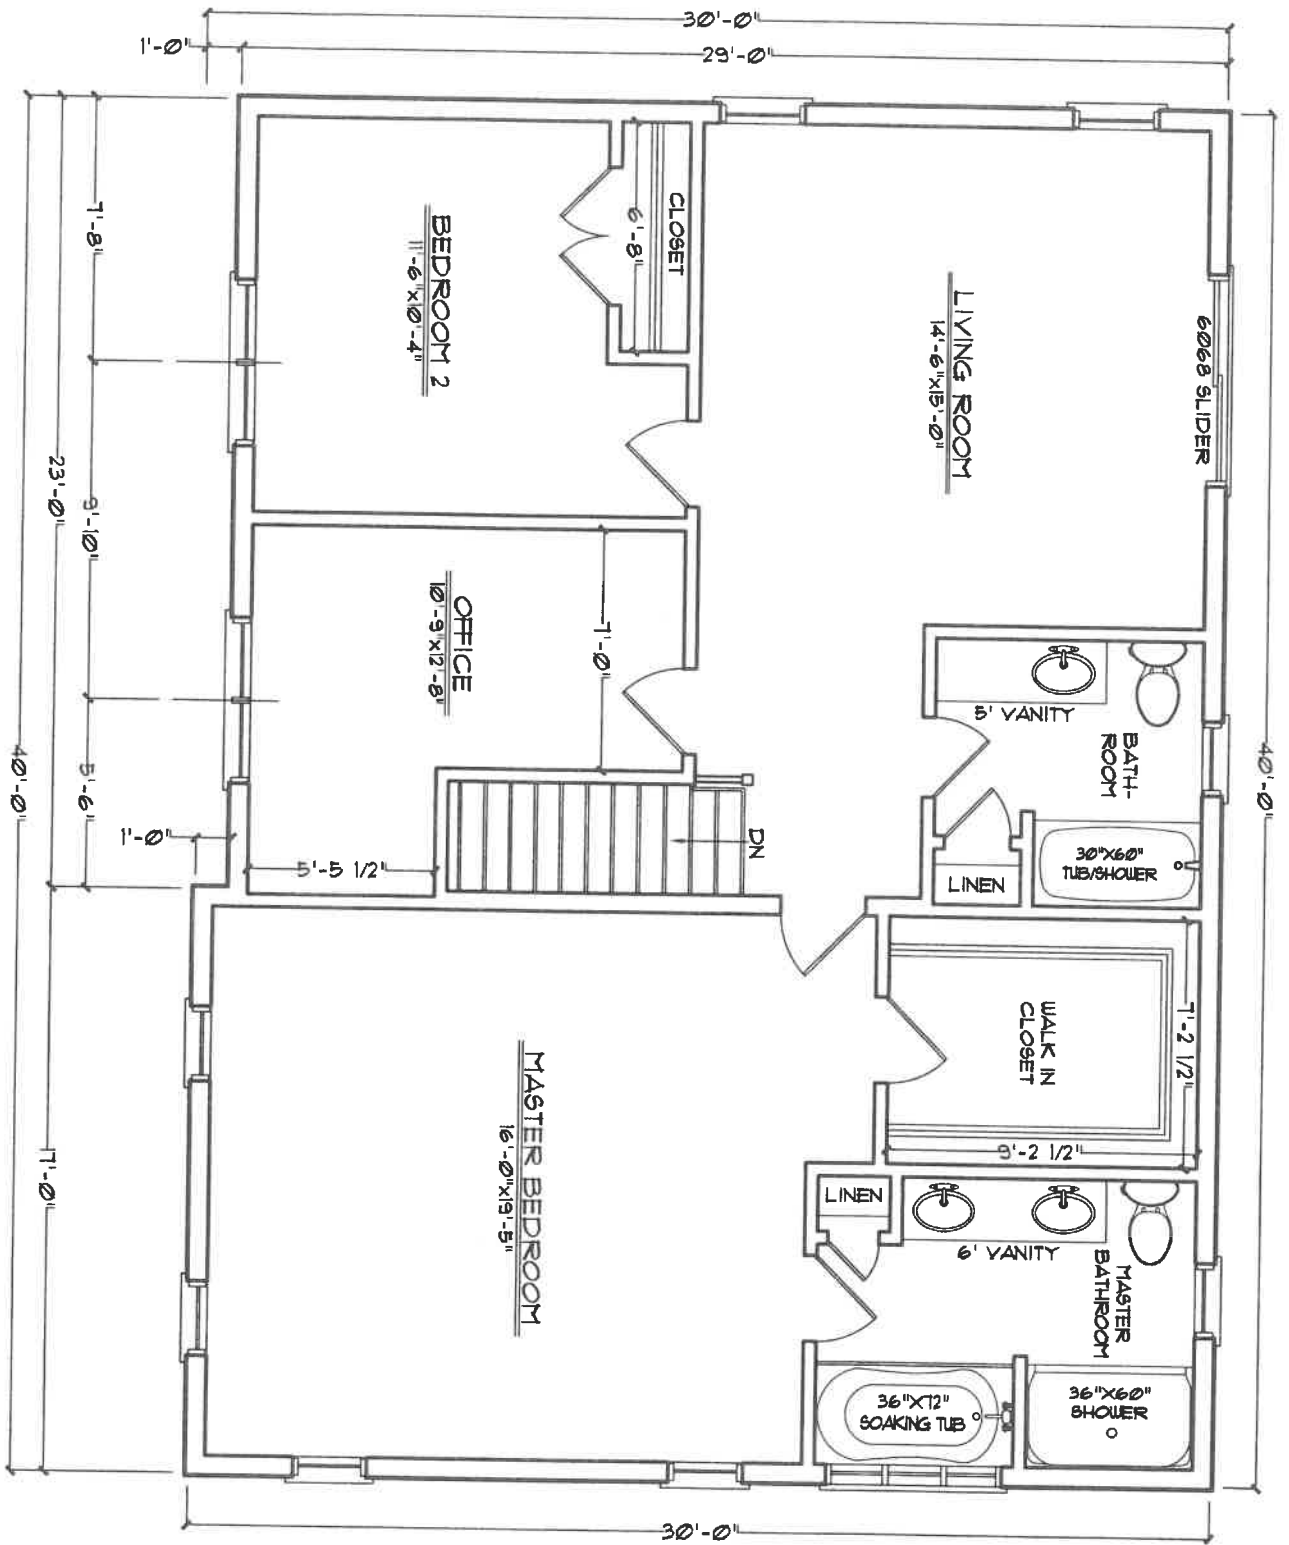 30'-0"
29'-0"
1'-0"
7'-8"
9'-10"
5'-6"
23'-0"
17'-0"
40'-0"
1'-0"
40'-0"
CLOSET
6'-8"
BEDROOM 2
11'-6"x10'-4"
LIVING ROOM
14'-6"x15'-0"
6068 SLIDER
OFFICE
10'-9"x12'-8"
7'-0"
5'-5 1/2"
DN
5' VANITY
BATH-
ROOM
30"X60"
TUB/SHOWER
LINEN
WALK IN
CLOSET
7'-2 1/2"
9'-2 1/2"
MASTER BEDROOM
16'-0"x19'-5"
LINEN
6' VANITY
MASTER
BATHROOM
36"X72"
SOAKING TUB
36"X60"
SHOWER
30'-0"